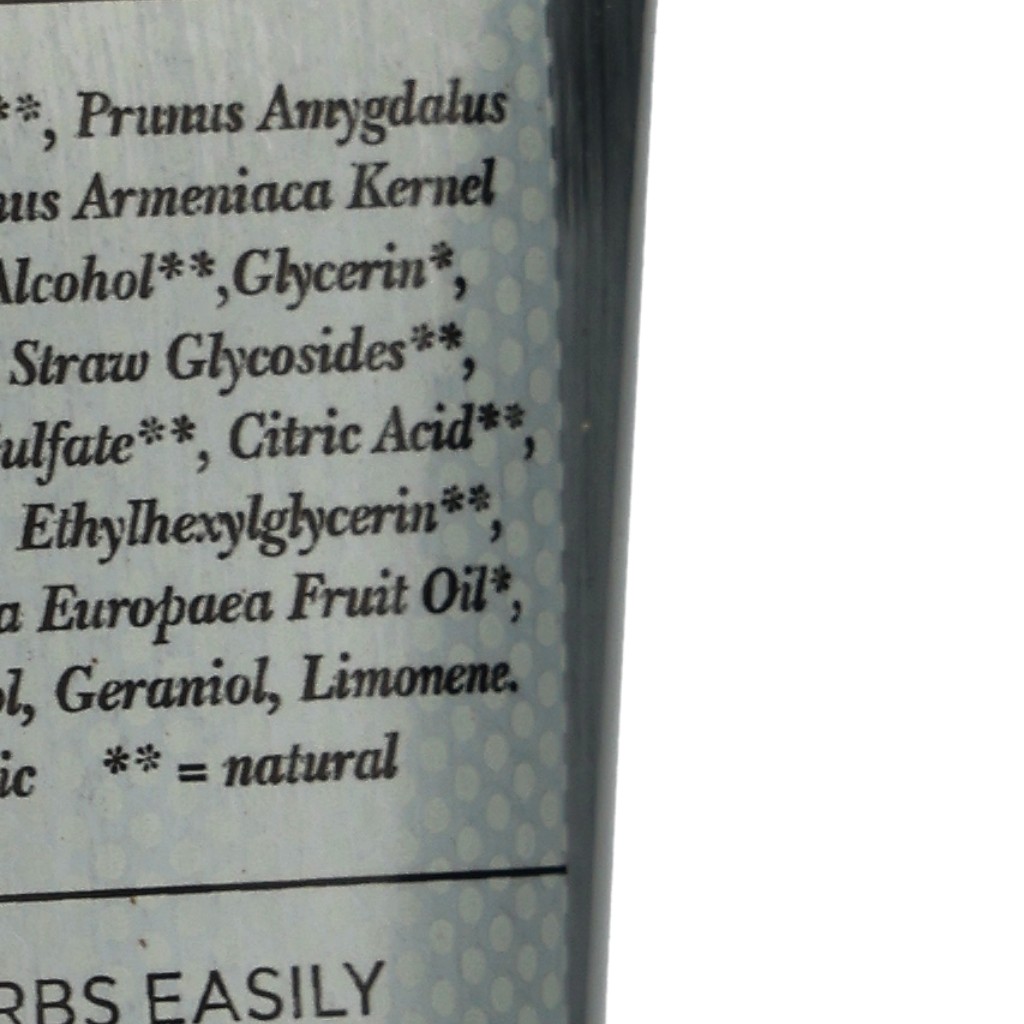 **, Prunus Amygdalus
Armeniaca Kernel
Alcohol**,Glycerin*,
Straw Glycosides**,
ulfate**, Citric Acid**,
Ethylhexylglycerin**,
a Europaea Fruit Oil*,
ol, Geraniol, Limonene.
ic ** = natural
RBS EASILY